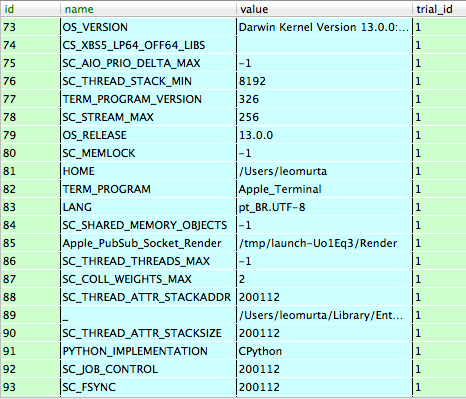 id name value trial_id
73 OS_VERSION Darwin Kernel Version 13.0.0:... 1
74 CS_XBS5_LP64_OFF64_LIBS 1
75 SC_AIO_PRIO_DELTA_MAX -1 1
76 SC_THREAD_STACK_MIN 8192 1
77 TERM_PROGRAM_VERSION 326 1
78 SC_STREAM_MAX 256 1
79 OS_RELEASE 13.0.0 1
80 SC_MEMLOCK -1 1
81 HOME /Users/leomurta 1
82 TERM_PROGRAM Apple_Terminal 1
83 LANG pt_BR.UTF-8 1
84 SC_SHARED_MEMORY_OBJECTS -1 1
85 Apple_PubSub_Socket_Render /tmp/launch-Uo1Eq3/Render 1
86 SC_THREAD_THREADS_MAX -1 1
87 SC_COLL_WEIGHTS_MAX 2 1
88 SC_THREAD_ATTR_STACKADDR 200112 1
89 _ /Users/leomurta/Library/Ent... 1
90 SC_THREAD_ATTR_STACKSIZE 200112 1
91 PYTHON_IMPLEMENTATION CPython 1
92 SC_JOB_CONTROL 200112 1
93 SC_FSYNC 200112 1